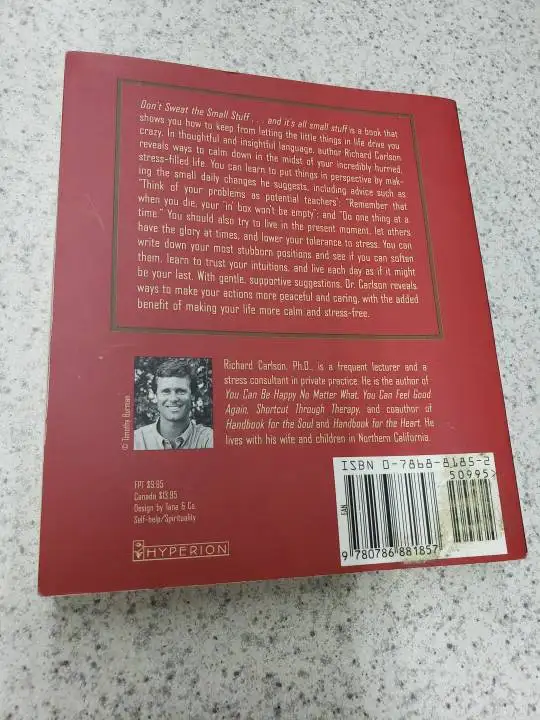 Don't Sweat the Small Stuff . . . and it's all small stuff is a book that
shows you how to keep from letting the little things in life drive you
crazy. In thoughtful and insightful language, author Richard Carlson
reveals ways to calm down in the midst of your incredibly hurried,
stress-filled life. You can learn to put things in perspective by mak-
ing the small daily changes he suggests, including advice such as
"Think of your problems as potential teachers"; "Remember that
when you die, your 'in' box won't be empty"; and "Do one thing at a
time." You should also try to live in the present moment, let others
have the glory at times, and lower your tolerance to stress. You can
write down your most stubborn positions and see if you can soften
them, learn to trust your intuitions, and live each day as if it might
be your last. With gentle, supportive suggestions, Dr. Carlson reveals
ways to make your actions more peaceful and caring, with the added
benefit of making your life more calm and stress-free.
© Timothy Burman
Richard Carlson, Ph.D., is a frequent lecturer and a
stress consultant in private practice. He is the author of
You Can Be Happy No Matter What, You Can Feel Good
Again, Shortcut Through Therapy, and coauthor of
Handbook for the Soul and Handbook for the Heart. He
lives with his wife and children in Northern California.
FPT $9.95
Canada $13.95
Design by Tana & Co.
Self-help/Spirituality
HYPERION
ISBN 0-7868-8185-2
50995>
EAN
9 780786 881857